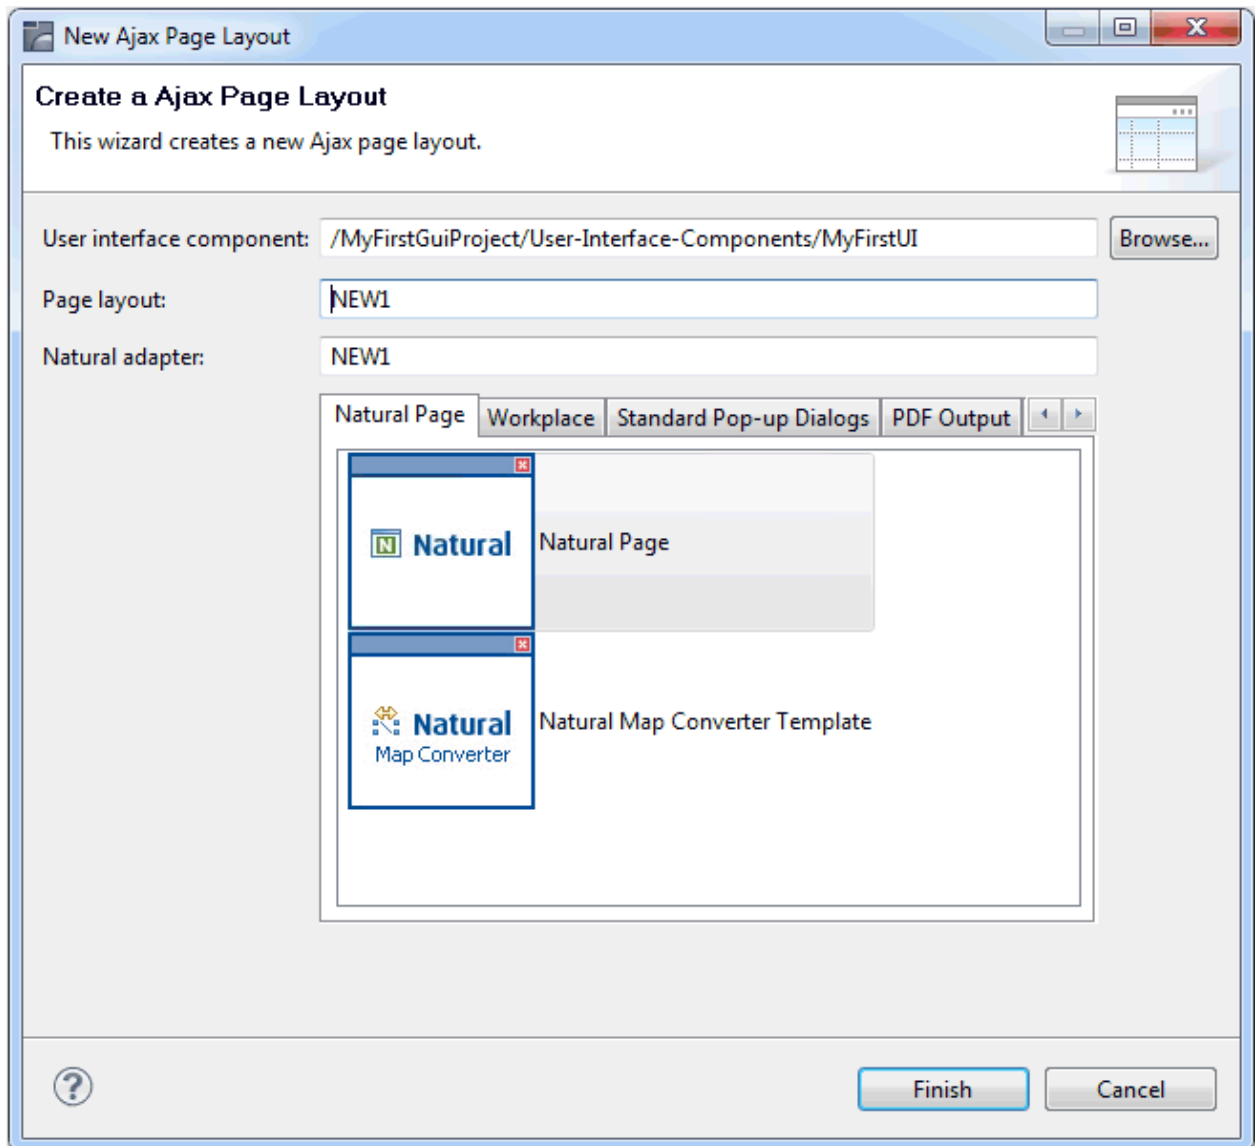 New Ajax Page Layout
Create a Ajax Page Layout
This wizard creates a new Ajax page layout.
User interface component: /MyFirstGuiProject/User-Interface-Components/MyFirstUI Browse...
Page layout: NEW1
Natural adapter: NEW1
Natural Page Workplace Standard Pop-up Dialogs PDF Output
N Natural Natural Page
Natural Natural Map Converter Template
Map Converter
? Finish Cancel